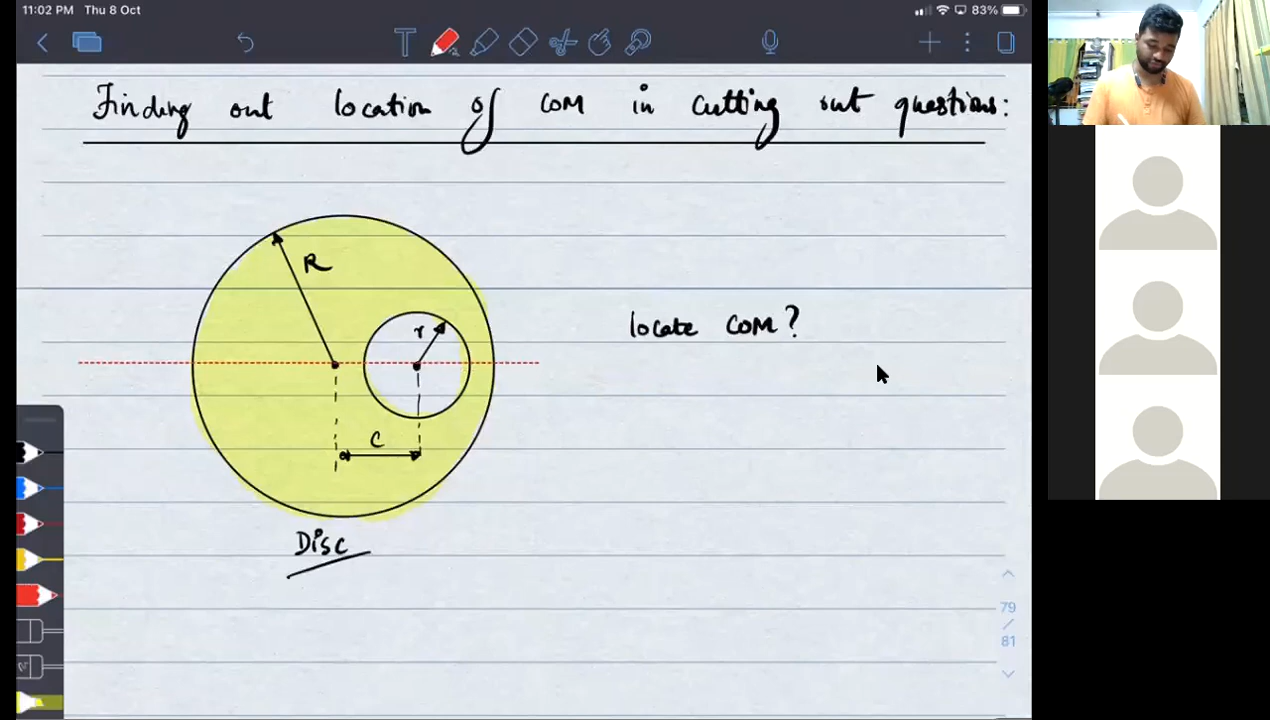 11:02 PM Thu 8 Oct 83%
T
Finding out location of COM in cutting out questions:
R
r
locate COM?
C
Disc
79
/
81